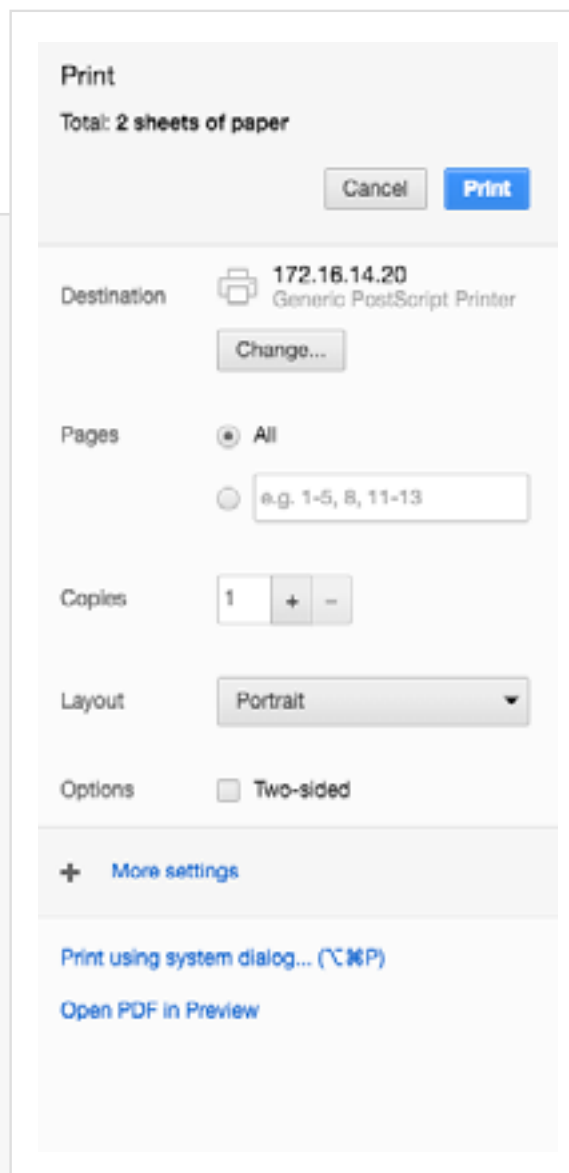 Print
Total: 2 sheets of paper
Cancel Print
Destination
172.16.14.20
Generic PostScript Printer
Change...
Pages
All
e.g. 1-5, 8, 11-13
Copies
1 + -
Layout
Portrait
Options
Two-sided
+ More settings
Print using system dialog... (⌥⌘P)
Open PDF in Preview